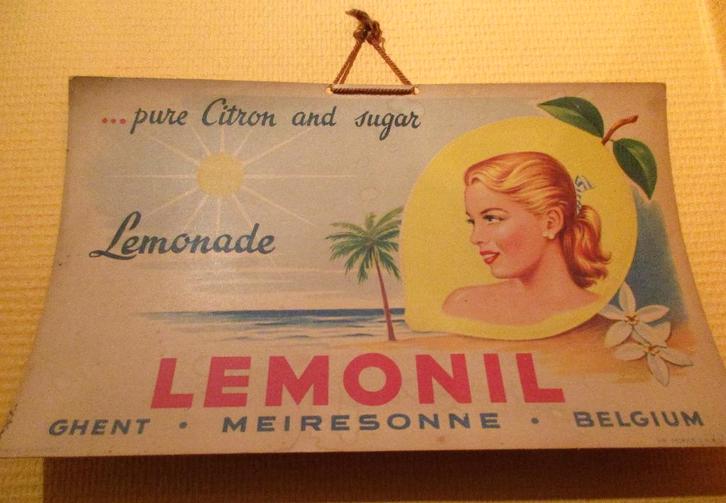 ...pure Citron and sugar
Lemonade
LEMONIL
GHENT • MEIRESONNE • BELGIUM